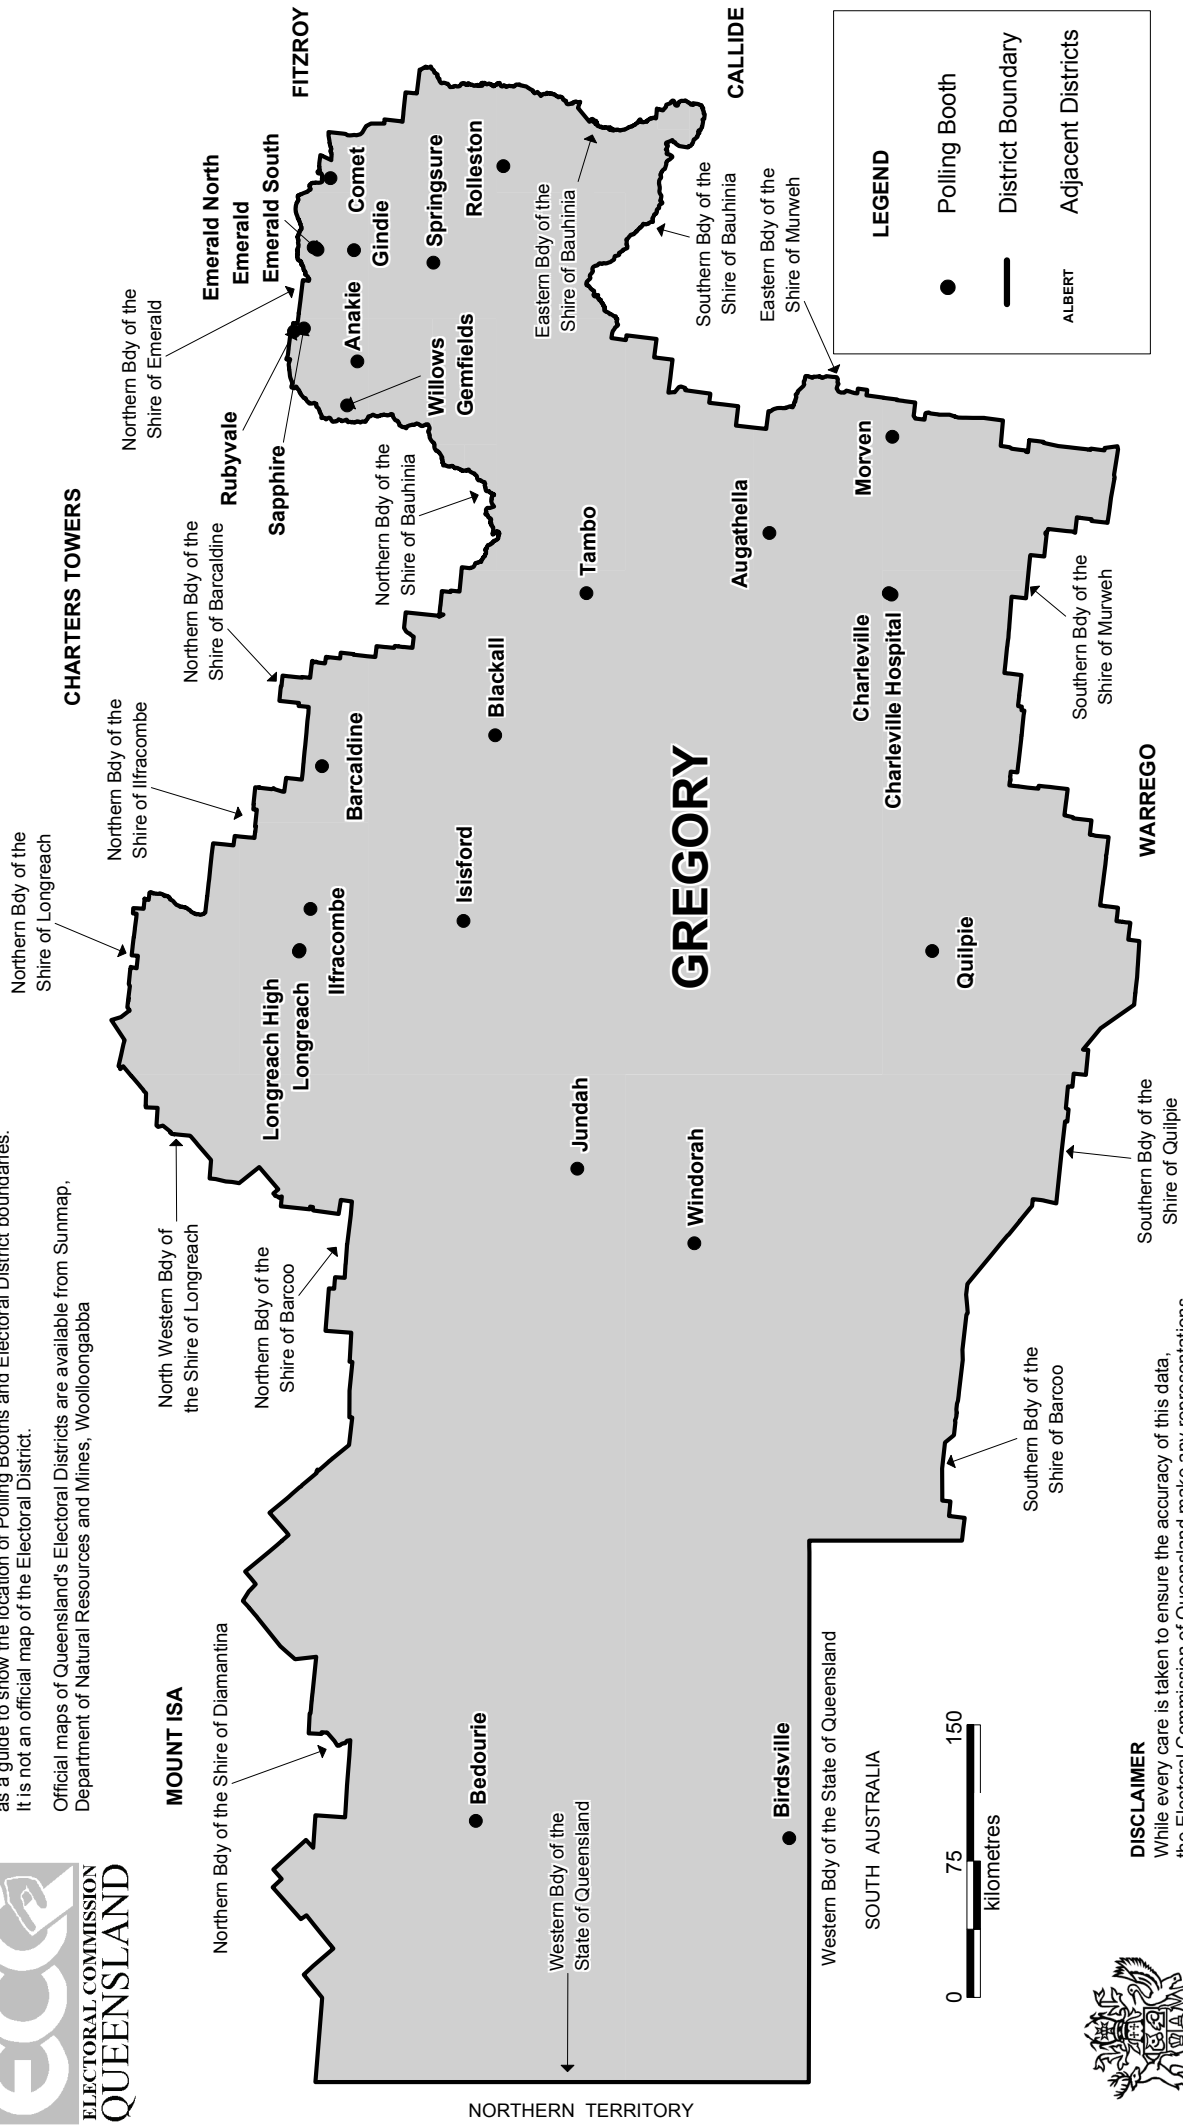 ELECTORAL COMMISSION
QUEENSLAND
as a guide to show the location of Polling Booths and Electoral District boundaries.
It is not an official map of the Electoral District.
Official maps of Queensland's Electoral Districts are available from Sunmap,
Department of Natural Resources and Mines, Woolloongabba
Northern Bdy of the
Shire of Longreach
CHARTERS TOWERS
Northern Bdy of the
Shire of Ilfracombe
Northern Bdy of the
Shire of Emerald
MOUNT ISA
North Western Bdy of
the Shire of Longreach
Northern Bdy of the
Shire of Barcaldine
Northern Bdy of the Shire of Diamantina
Northern Bdy of the
Shire of Barcoo
Rubyvale
Sapphire
Emerald North
Emerald
Emerald South
FITZROY
Longreach High
Longreach
Ilfracombe
Barcaldine
Northern Bdy of the
Shire of Bauhinia
Anakie
Comet
Gindie
Willows
Gemfields
Springsure
Rolleston
Bedourie
Isisford
Blackall
NORTHERN TERRITORY
Western Bdy of the
State of Queensland
Jundah
Tambo
Eastern Bdy of the
Shire of Bauhinia
GREGORY
Windorah
Southern Bdy of the
Shire of Bauhinia
CALLIDE
Augathella
Eastern Bdy of the
Shire of Murweh
Birdsville
Western Bdy of the State of Queensland
SOUTH AUSTRALIA
Charleville
Charleville Hospital
Morven
Quilpie
LEGEND
Polling Booth
District Boundary
ALBERT
Adjacent Districts
0
75
150
kilometres
Southern Bdy of the
Shire of Barcoo
Southern Bdy of the
Shire of Murweh
Southern Bdy of the
Shire of Quilpie
WARREGO
DISCLAIMER
While every care is taken to ensure the accuracy of this data,
the Electoral Commission of Queensland make any representations